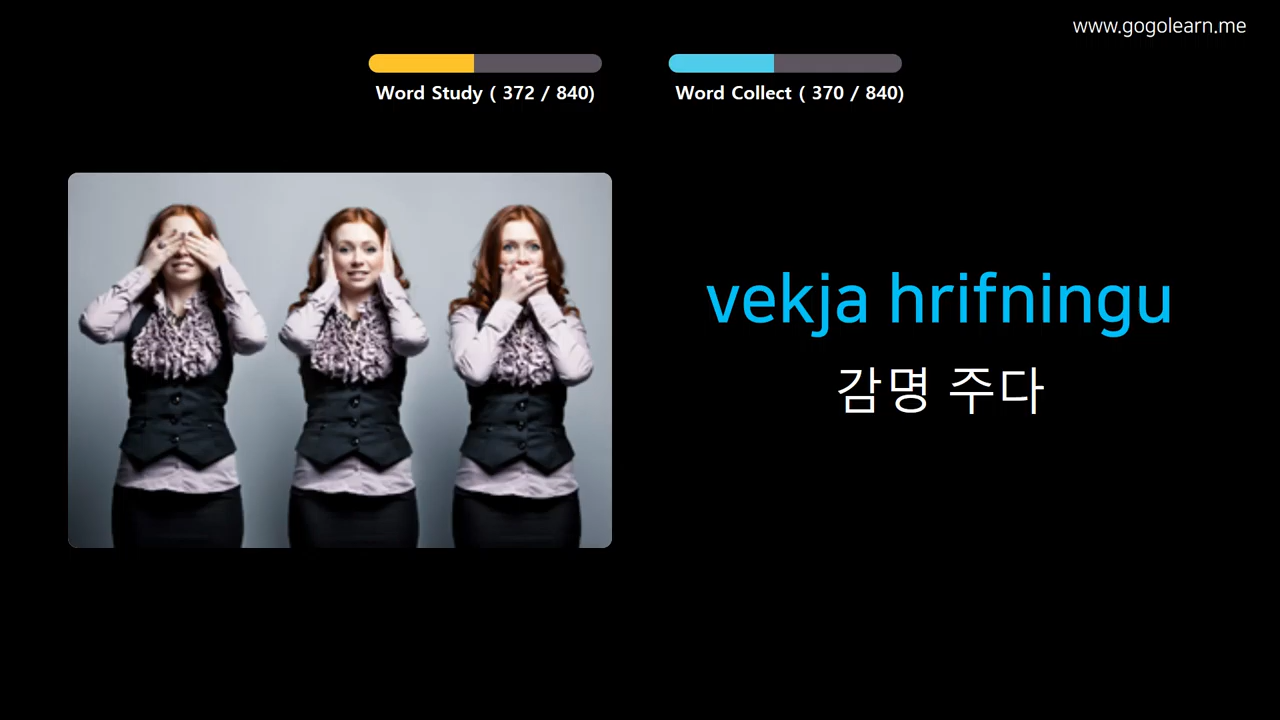 www.gogolearn.me
Word Study ( 372 / 840)
Word Collect ( 370 / 840)
vekja hrifningu
감명 주다